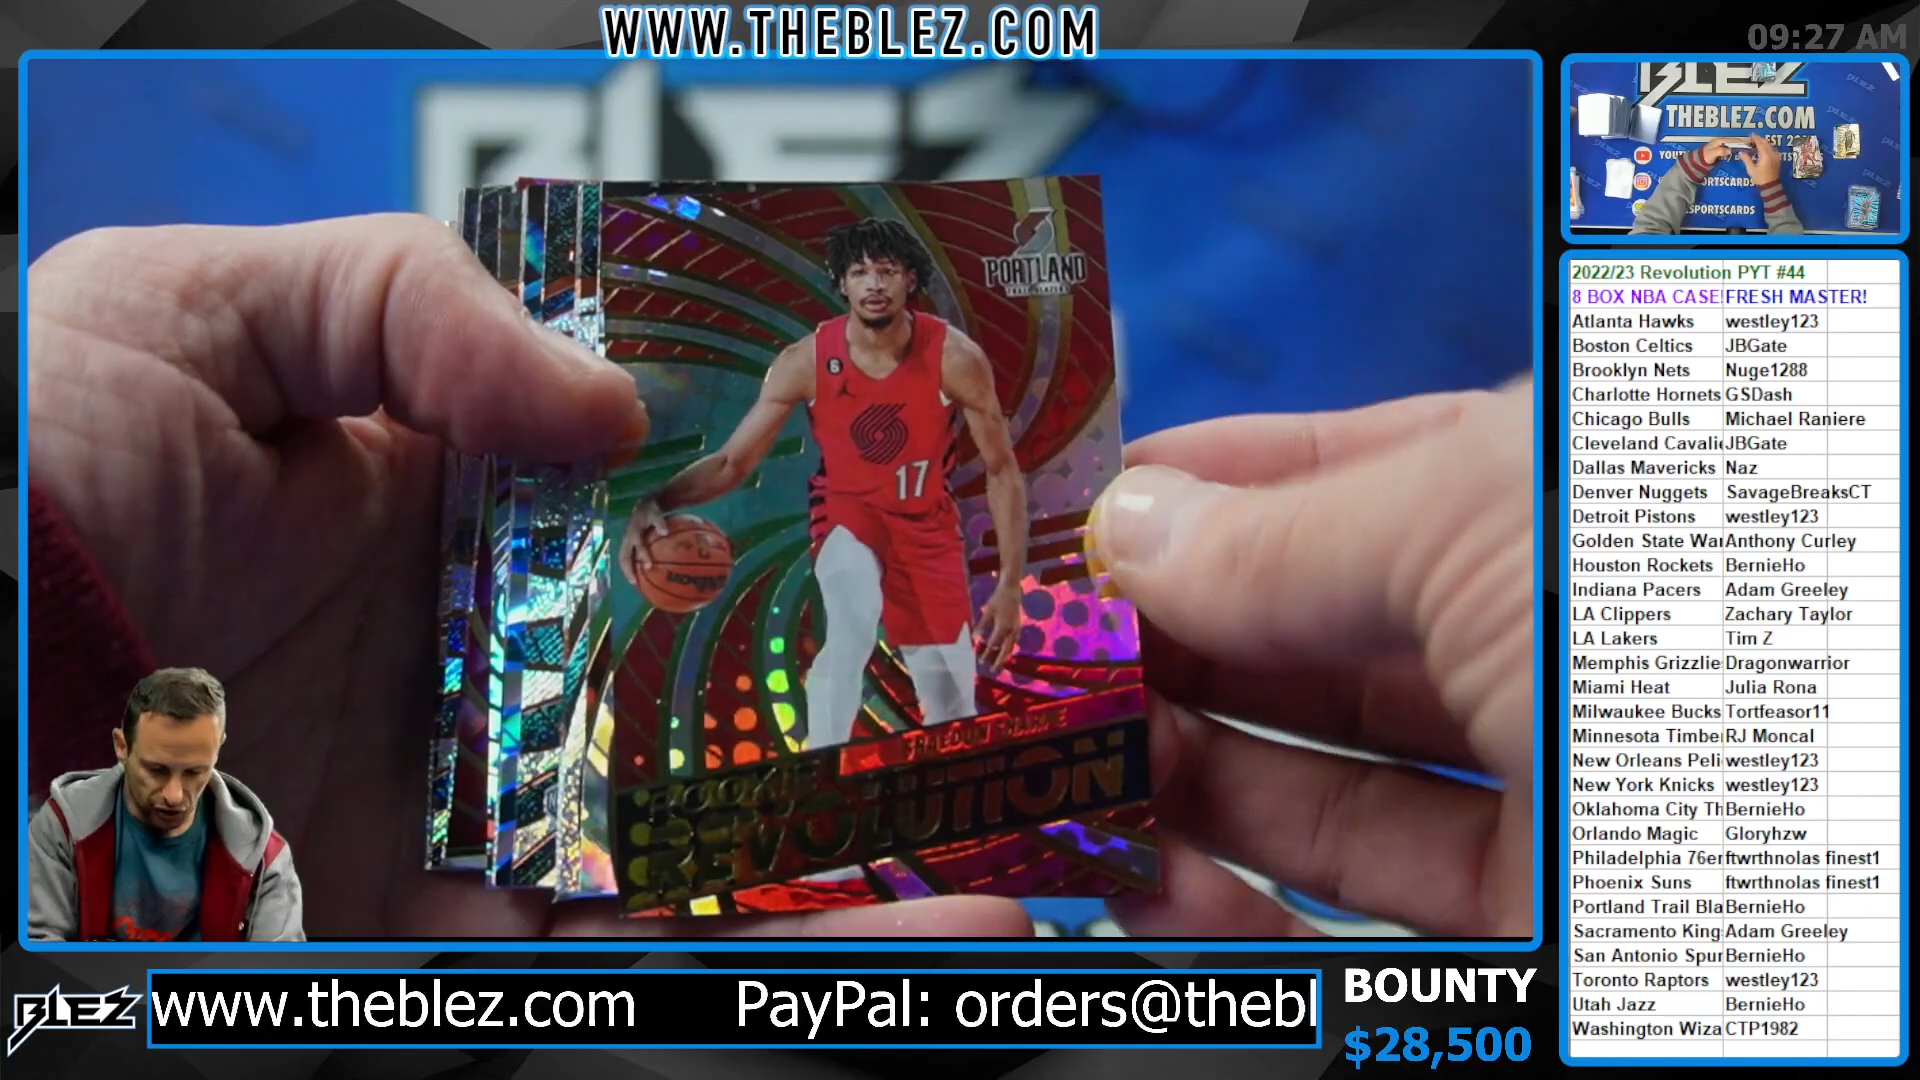 WWW.THEBLEZ.COM
09:27 AM
BLEZ
THEBLEZ.COM
PORTLAND
6
17
SHAEDON SHARPE
ROOKIE
REVOLUTION
2022/23 Revolution PYT #44
8 BOX NBA CASE! FRESH MASTER!
Atlanta Hawks westley123
Boston Celtics JBGate
Brooklyn Nets Nuge1288
Charlotte Hornets GSDash
Chicago Bulls Michael Raniere
Cleveland Cavalie JBGate
Dallas Mavericks Naz
Denver Nuggets SavageBreaksCT
Detroit Pistons westley123
Golden State War Anthony Curley
Houston Rockets BernieHo
Indiana Pacers Adam Greeley
LA Clippers Zachary Taylor
LA Lakers Tim Z
Memphis Grizzlie Dragonwarrior
Miami Heat Julia Rona
Milwaukee Bucks Tortfeasor11
Minnesota Timbe RJ Moncal
New Orleans Peli westley123
New York Knicks westley123
Oklahoma City Th BernieHo
Orlando Magic Gloryhzw
Philadelphia 76er ftwrthnolas finest1
Phoenix Suns ftwrthnolas finest1
Portland Trail Bla BernieHo
Sacramento King Adam Greeley
San Antonio Spur BernieHo
Toronto Raptors westley123
Utah Jazz BernieHo
Washington Wiza CTP1982
BLEZ
www.theblez.com PayPal: orders@thebl
BOUNTY
$28,500